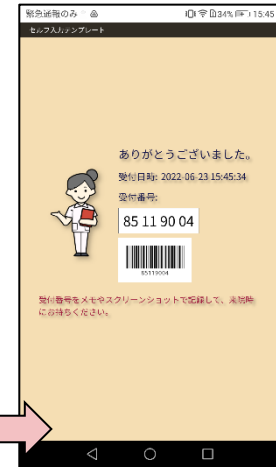 緊急通報のみ 34% 15:45
セルフ入力テンプレート
ありがとうございました。
受付日時: 2022-06-23 15:45:34
受付番号:
85 11 90 04
85119004
受付番号をメモやスクリーンショットで記録して、来院時
にお持ちください。